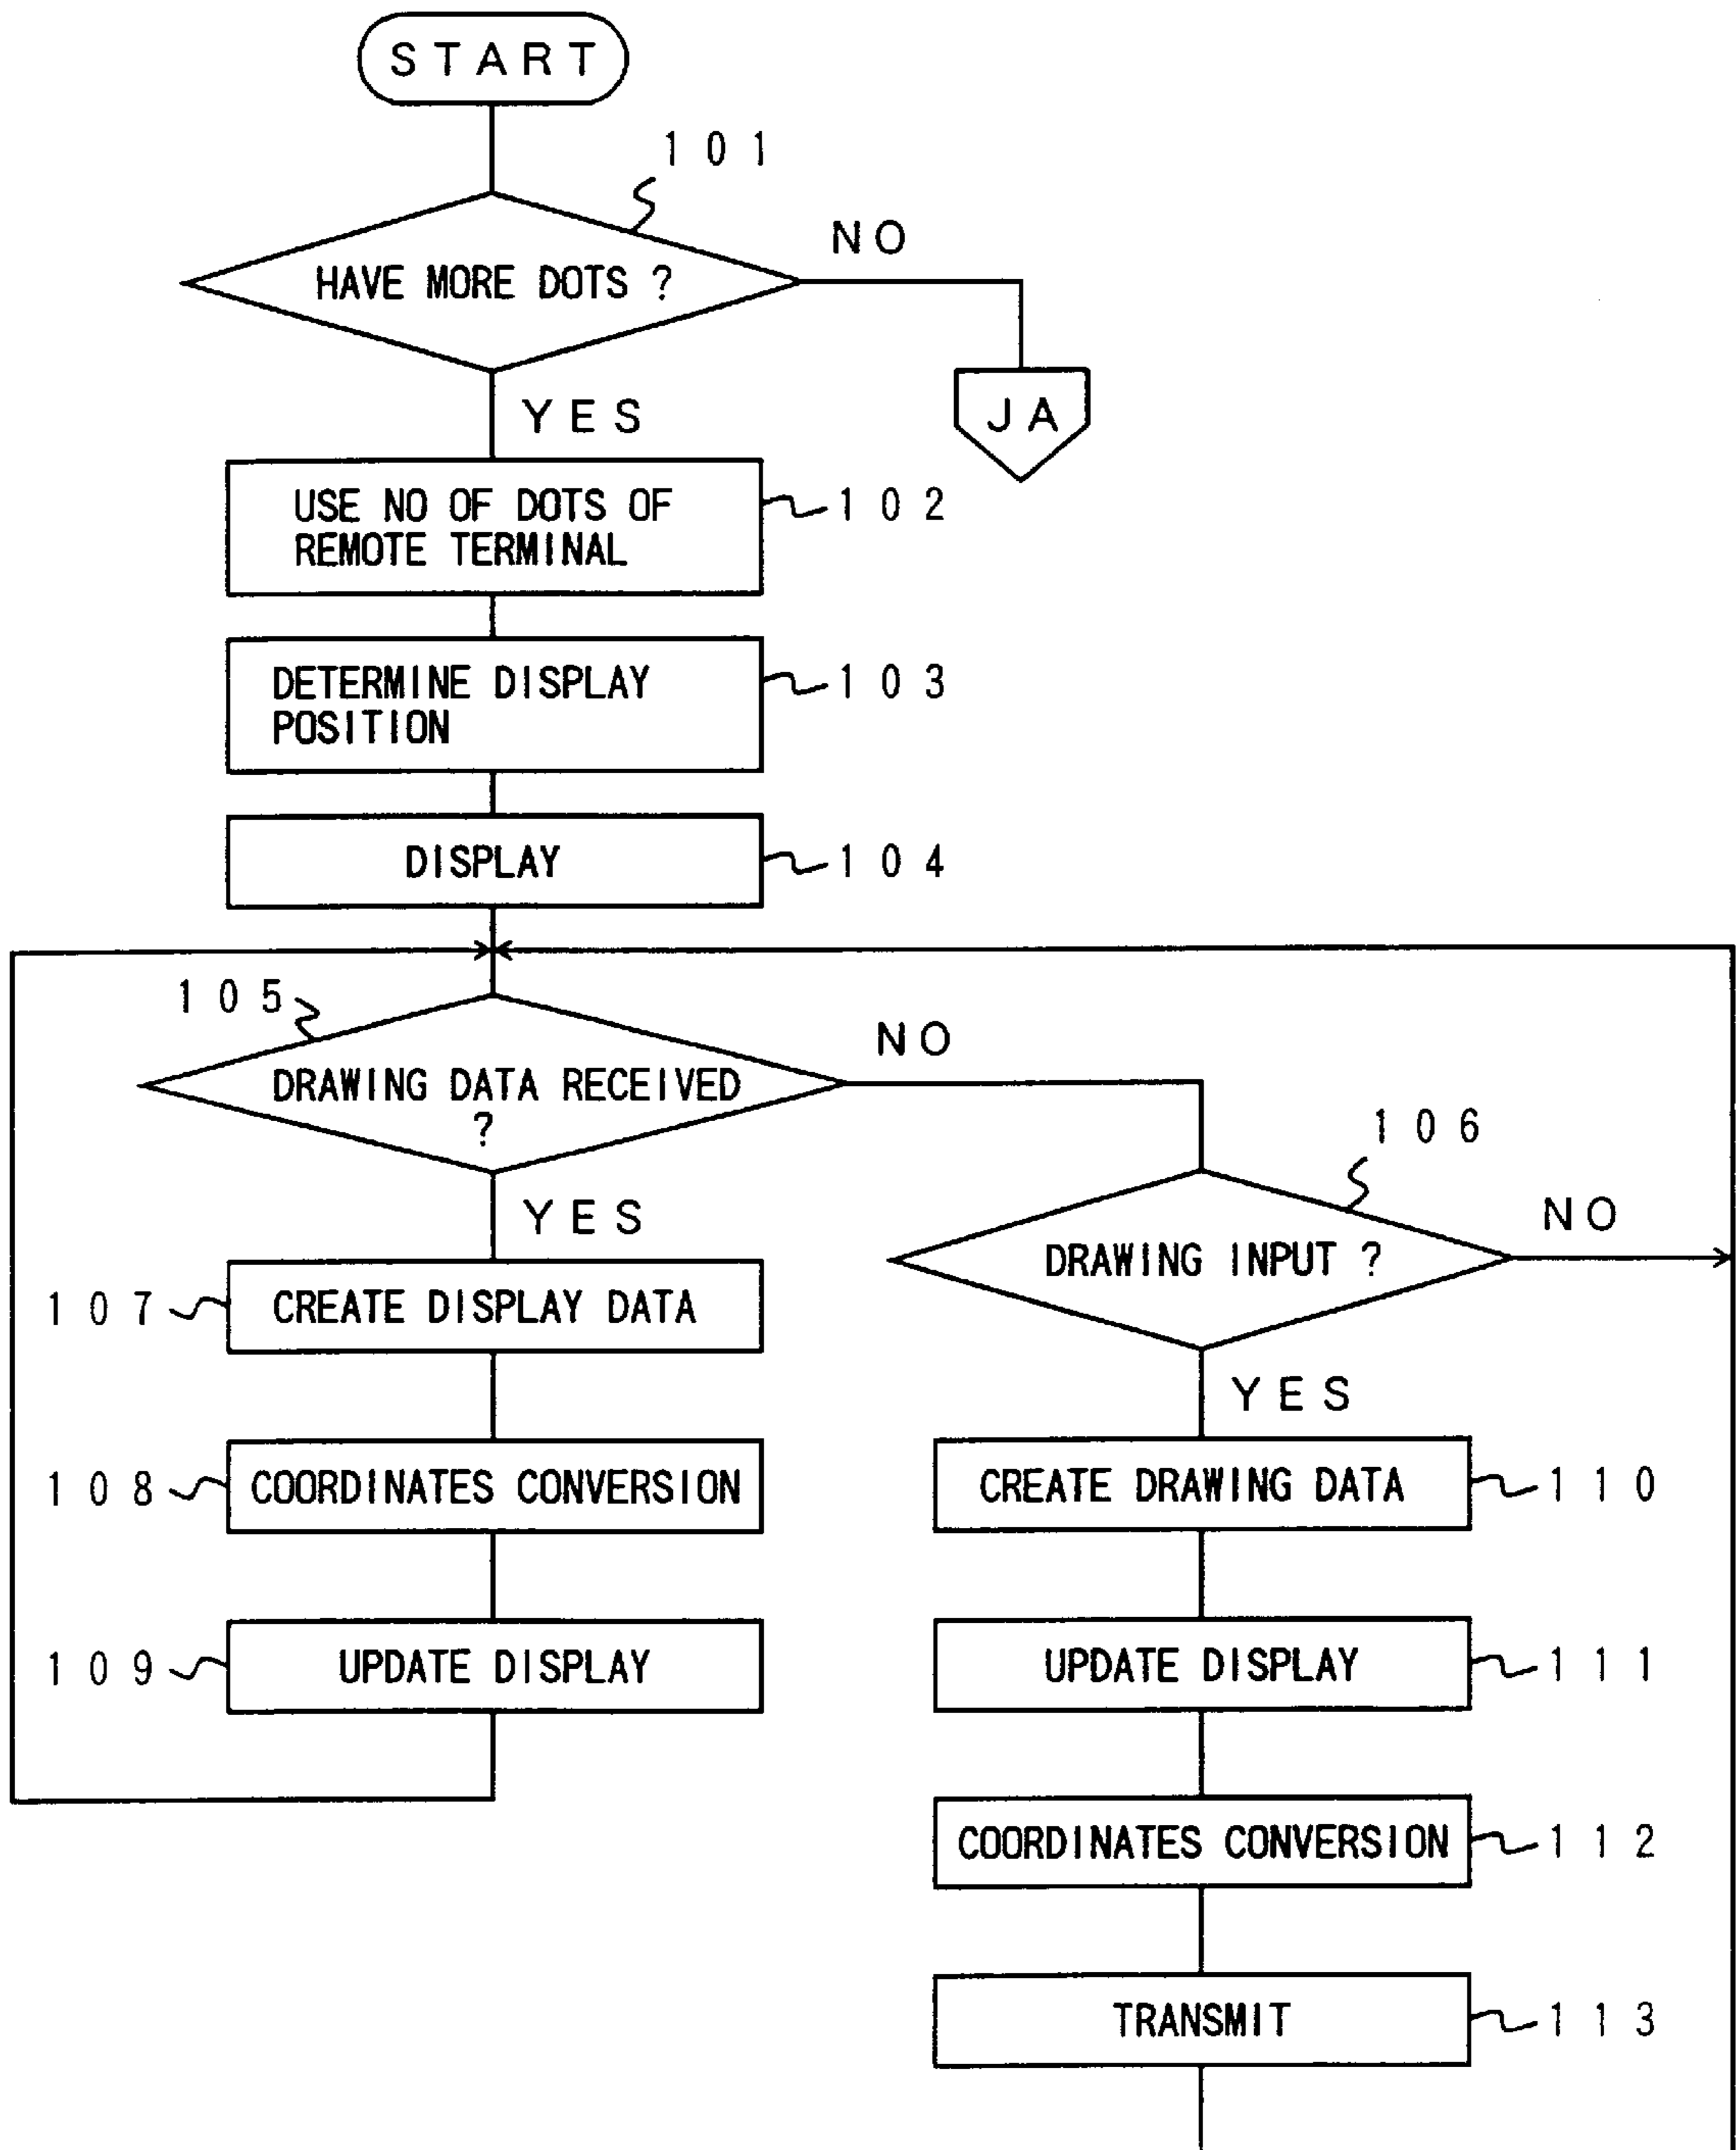 START
101
HAVE MORE DOTS ?
NO
JA
YES
USE NO OF DOTS OF
REMOTE TERMINAL
102
DETERMINE DISPLAY
POSITION
103
DISPLAY
104
105
DRAWING DATA RECEIVED
?
NO
106
YES
DRAWING INPUT ?
NO
107
CREATE DISPLAY DATA
YES
108
COORDINATES CONVERSION
CREATE DRAWING DATA
110
109
UPDATE DISPLAY
UPDATE DISPLAY
111
COORDINATES CONVERSION
112
TRANSMIT
113